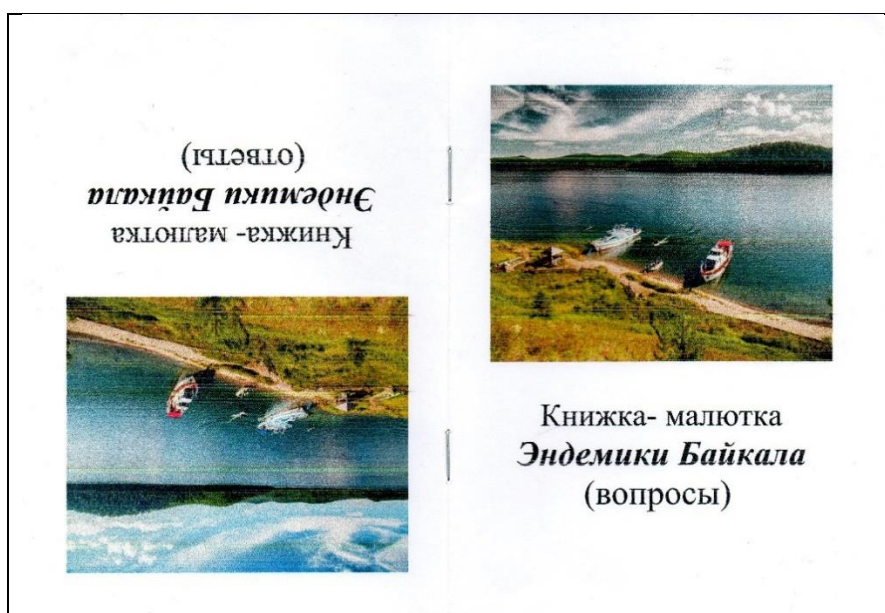 Книжка- малютка
Эндемики Байкала
(ответы)
Книжка- малютка
Эндемики Байкала
(вопросы)